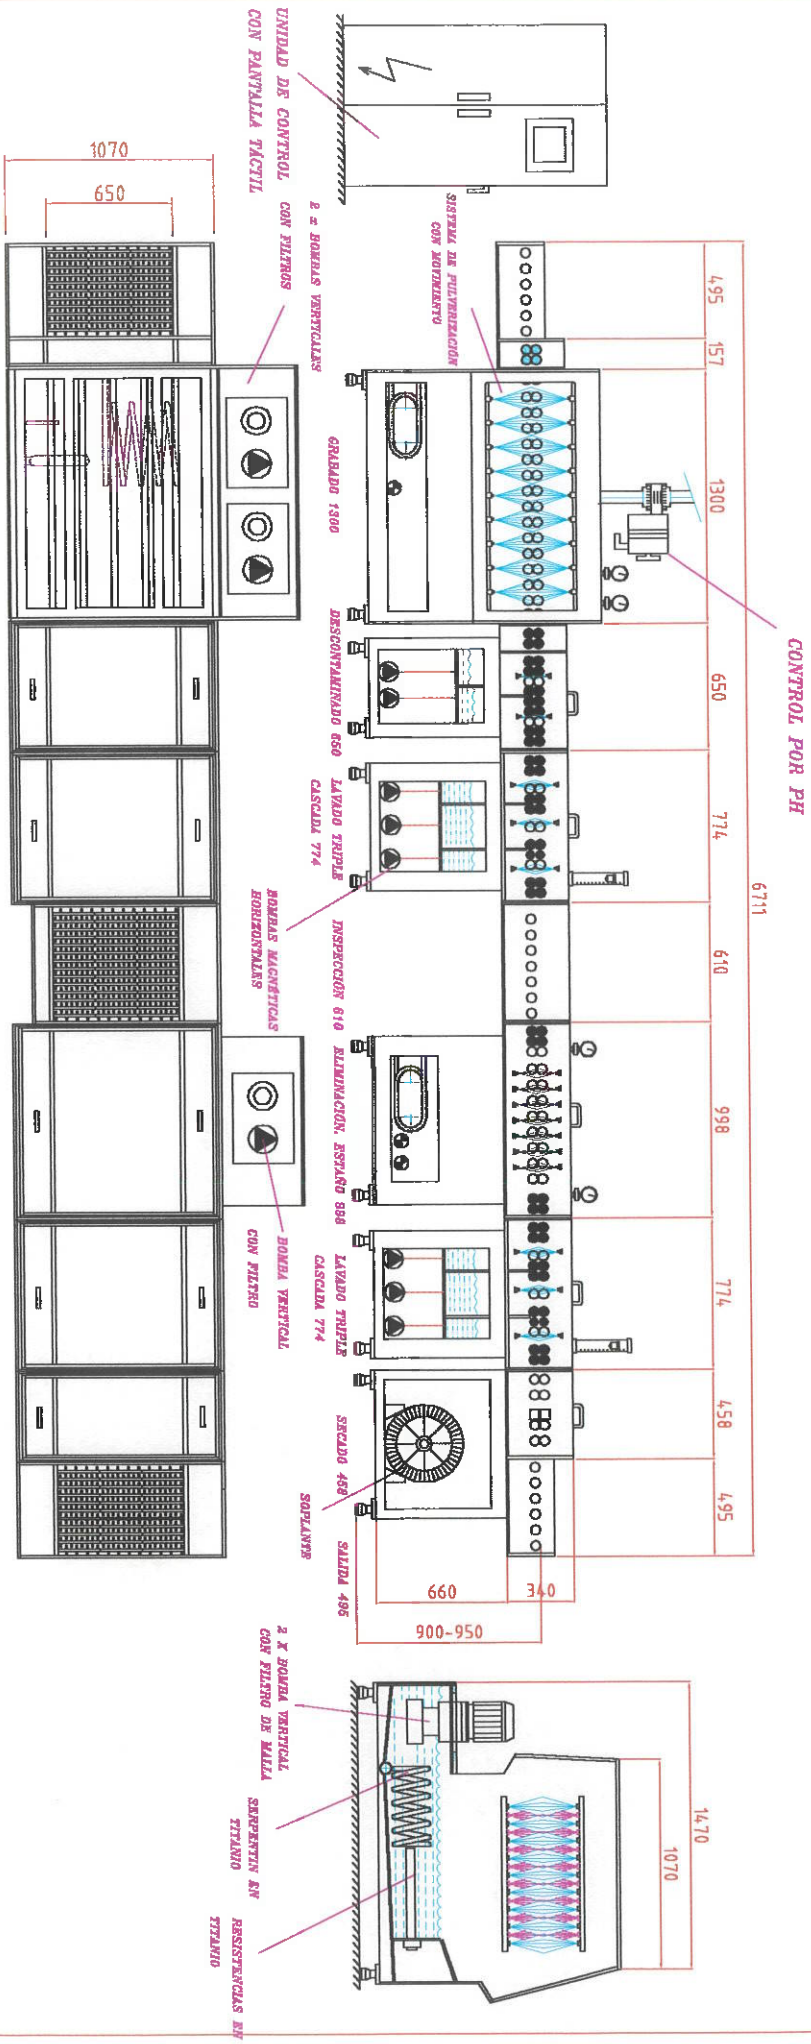 UNIDAD DE CONTROL
CON PANTALLA TÁCTIL
CONTROL POR PH
SISTEMA DE PULVERIZACIÓN
CON MOVIMIENTO
6711
495
157
1300
650
774
610
998
774
458
495
340
660
900-950
GRABADO 1300
DESCONTAMINADO 650
LAVADO TRIPLE
CASCADA 774
INSPECCIÓN 610
ELIMINACION. ESTAÑO 998
LAVADO TRIPLE
CASCADA 774
SECADO 458
SALIDA 495
BOMBAS MAGNÉTICAS
HORIZONTALES
SOPLANTE
1070
650
2 x BOMBAS VERTICALES
CON FILTROS
BOMBA VERTICAL
CON FILTRO
1470
1070
2 X BOMBA VERTICAL
CON FILTRO DE MALLA
SERPENTIN EN
TITANIO
RESISTENCIAS EN
TITANIO